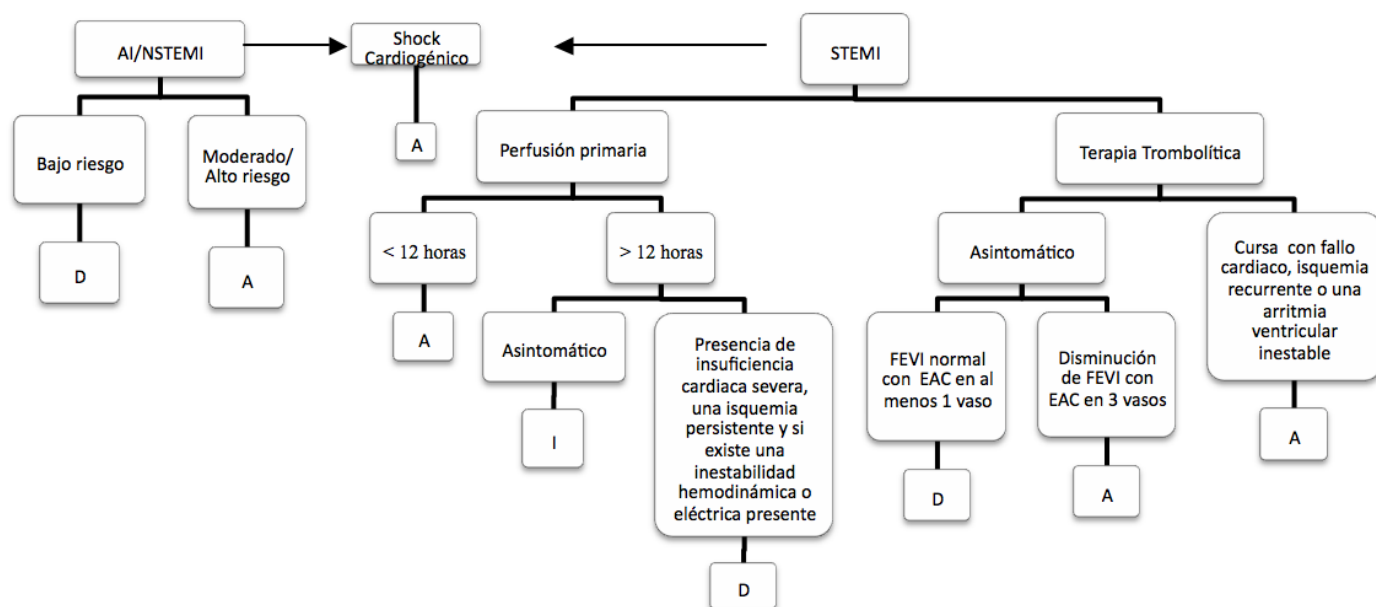 AI/NSTEMI
Shock
Cardiogénico
STEMI
A
Bajo riesgo
Moderado/
Alto riesgo
D
A
Perfusión primaria
Terapia Trombolítica
< 12 horas
> 12 horas
A
Asintomático
Presencia de
insuficiencia
cardiaca severa,
una isquemia
persistente y si
existe una
inestabilidad
hemodinámica o
eléctrica presente
I
D
Asintomático
Cursa con fallo
cardiaco, isquemia
recurrente o una
arritmia
ventricular
inestable
FEVI normal
con EAC en al
menos 1 vaso
Disminución
de FEVI con
EAC en 3 vasos
D
A
A